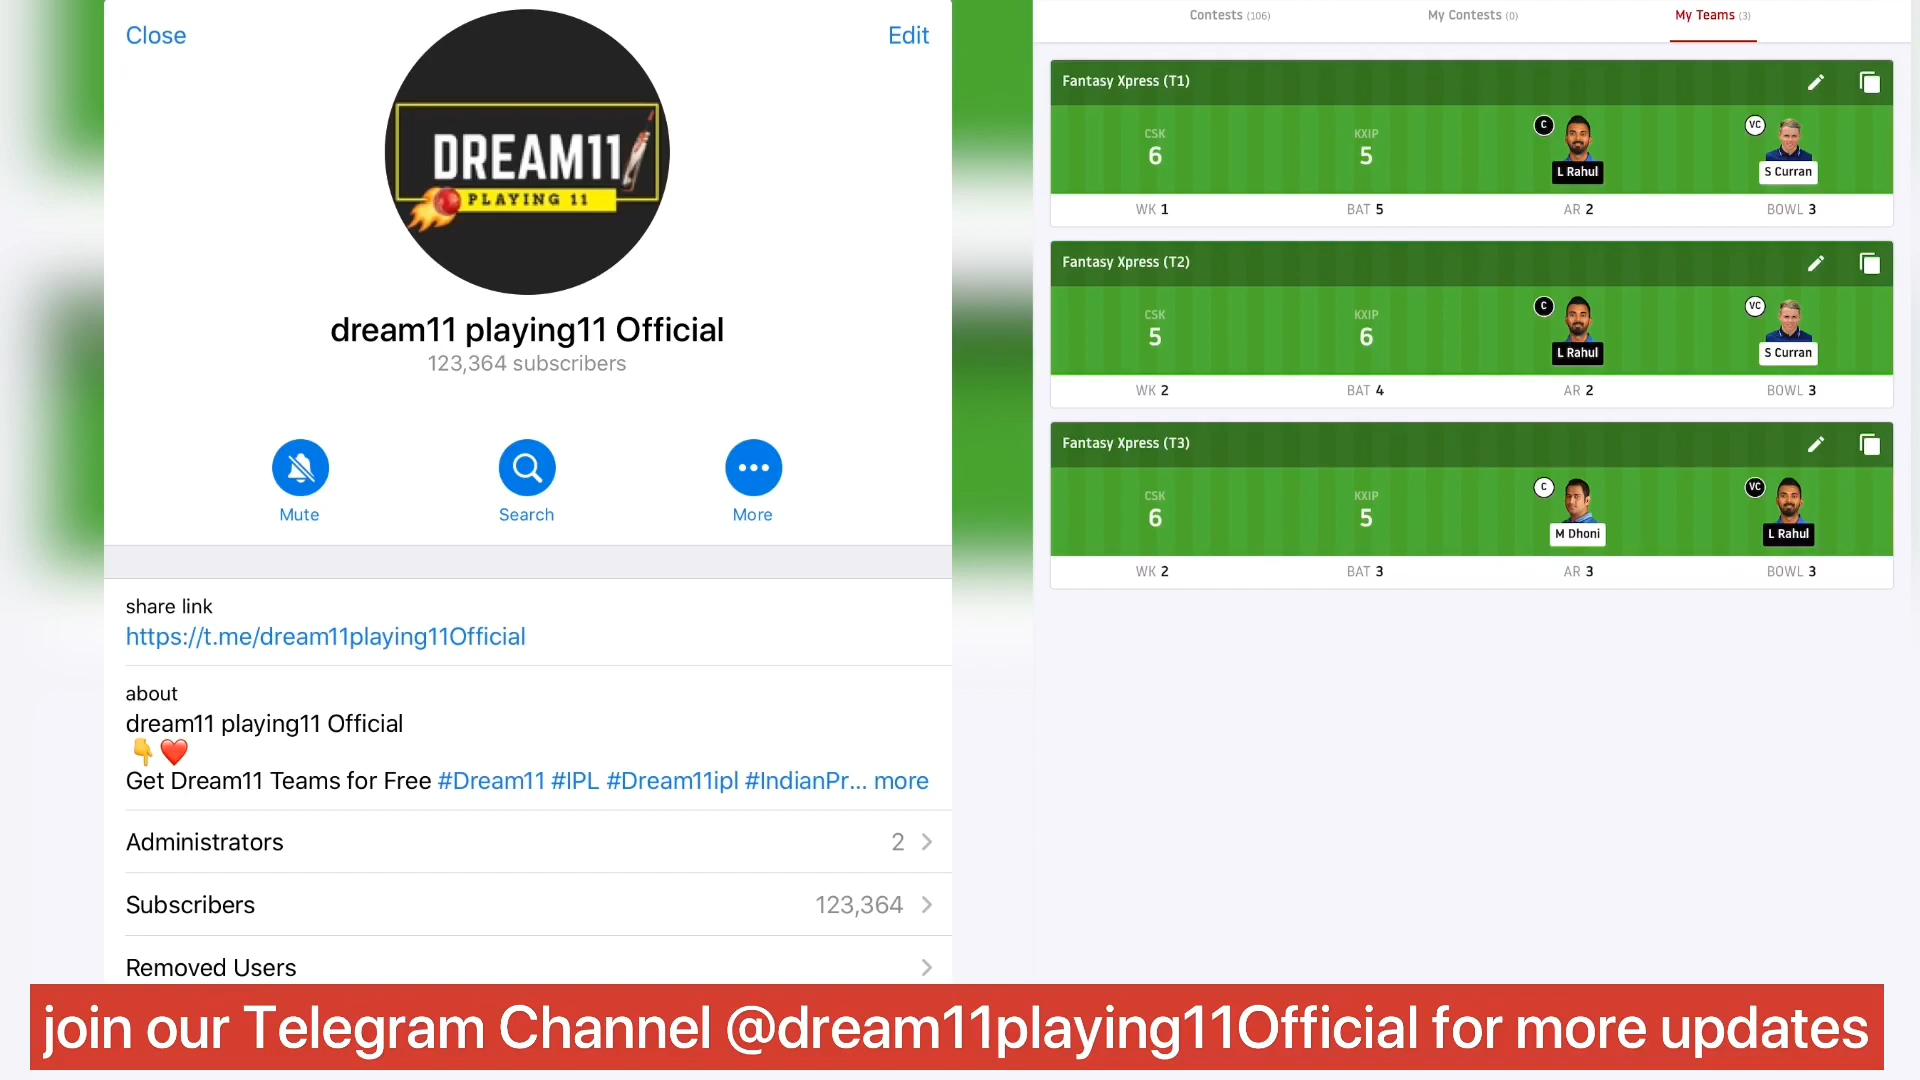 Close
Edit
DREAM11
PLAYING 11
dream11 playing11 Official
123,364 subscribers
Mute
Search
More
share link
https://t.me/dream11playing11Official
about
dream11 playing11 Official
👇❤️
Get Dream11 Teams for Free #Dream11 #IPL #Dream11ipl #IndianPr... more
Administrators 2
Subscribers 123,364
Removed Users
Contests (106) My Contests (0) My Teams (3)
Fantasy Xpress (T1)
CSK KXIP C VC
6 5
L Rahul S Curran
WK 1 BAT 5 AR 2 BOWL 3
Fantasy Xpress (T2)
CSK KXIP C VC
5 6
L Rahul S Curran
WK 2 BAT 4 AR 2 BOWL 3
Fantasy Xpress (T3)
CSK KXIP C VC
6 5
M Dhoni L Rahul
WK 2 BAT 3 AR 3 BOWL 3
join our Telegram Channel @dream11playing11Official for more updates